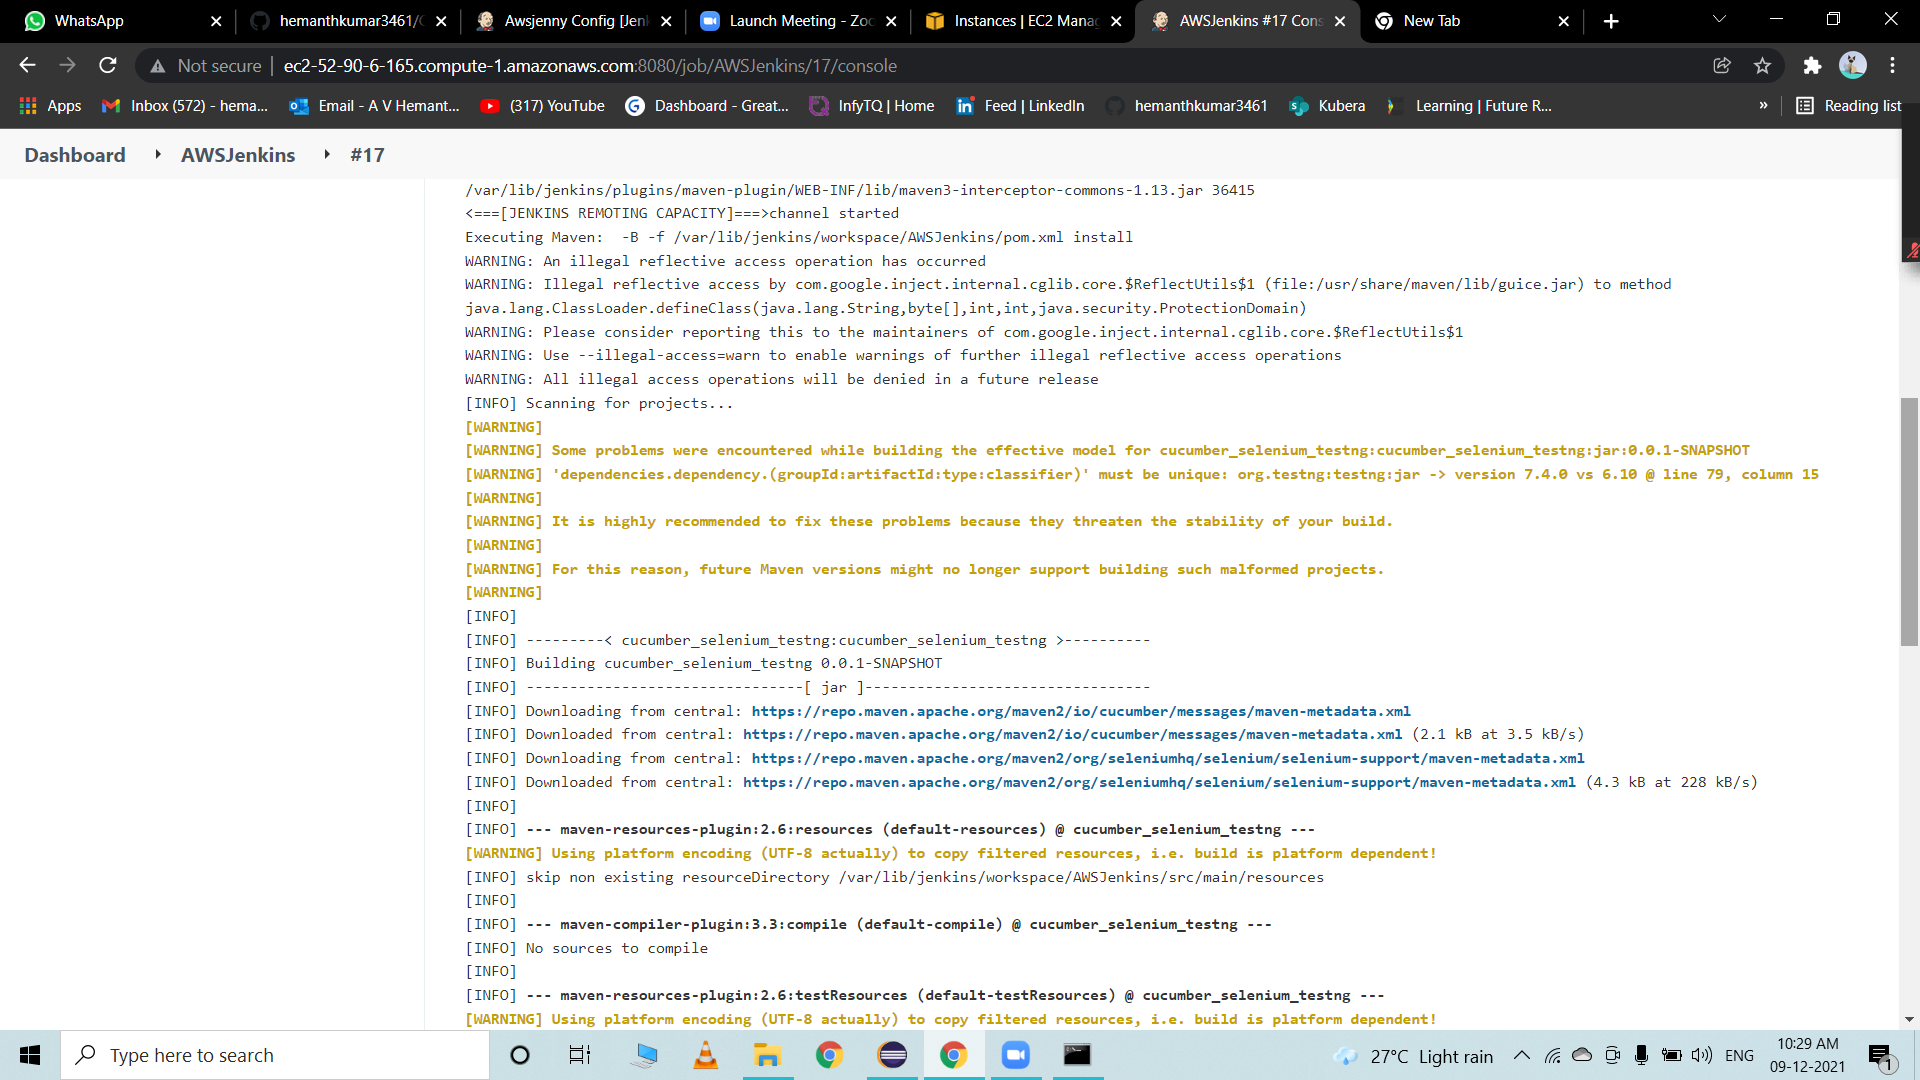 WhatsApp
hemanthkumar3461/
Awsjenny Config [Jen
Launch Meeting - Zoo
Instances | EC2 Manag
AWSJenkins #17 Cons
New Tab
Not secure | ec2-52-90-6-165.compute-1.amazonaws.com:8080/job/AWSJenkins/17/console
Apps
Inbox (572) - hema...
Email - A V Hemant...
(317) YouTube
Dashboard - Great...
InfyTQ | Home
Feed | LinkedIn
hemanthkumar3461
Kubera
Learning | Future R...
»
Reading list
Dashboard
AWSJenkins
#17
/var/lib/jenkins/plugins/maven-plugin/WEB-INF/lib/maven3-interceptor-commons-1.13.jar 36415
<===[JENKINS REMOTING CAPACITY]===>channel started
Executing Maven:  -B -f /var/lib/jenkins/workspace/AWSJenkins/pom.xml install
WARNING: An illegal reflective access operation has occurred
WARNING: Illegal reflective access by com.google.inject.internal.cglib.core.$ReflectUtils$1 (file:/usr/share/maven/lib/guice.jar) to method
java.lang.ClassLoader.defineClass(java.lang.String,byte[],int,int,java.security.ProtectionDomain)
WARNING: Please consider reporting this to the maintainers of com.google.inject.internal.cglib.core.$ReflectUtils$1
WARNING: Use --illegal-access=warn to enable warnings of further illegal reflective access operations
WARNING: All illegal access operations will be denied in a future release
[INFO] Scanning for projects...
[WARNING]
[WARNING] Some problems were encountered while building the effective model for cucumber_selenium_testng:cucumber_selenium_testng:jar:0.0.1-SNAPSHOT
[WARNING] 'dependencies.dependency.(groupId:artifactId:type:classifier)' must be unique: org.testng:testng:jar -> version 7.4.0 vs 6.10 @ line 79, column 15
[WARNING]
[WARNING] It is highly recommended to fix these problems because they threaten the stability of your build.
[WARNING]
[WARNING] For this reason, future Maven versions might no longer support building such malformed projects.
[WARNING]
[INFO]
[INFO] ---------< cucumber_selenium_testng:cucumber_selenium_testng >----------
[INFO] Building cucumber_selenium_testng 0.0.1-SNAPSHOT
[INFO] --------------------------------[ jar ]---------------------------------
[INFO] Downloading from central: https://repo.maven.apache.org/maven2/io/cucumber/messages/maven-metadata.xml
[INFO] Downloaded from central: https://repo.maven.apache.org/maven2/io/cucumber/messages/maven-metadata.xml (2.1 kB at 3.5 kB/s)
[INFO] Downloading from central: https://repo.maven.apache.org/maven2/org/seleniumhq/selenium/selenium-support/maven-metadata.xml
[INFO] Downloaded from central: https://repo.maven.apache.org/maven2/org/seleniumhq/selenium/selenium-support/maven-metadata.xml (4.3 kB at 228 kB/s)
[INFO]
[INFO] --- maven-resources-plugin:2.6:resources (default-resources) @ cucumber_selenium_testng ---
[WARNING] Using platform encoding (UTF-8 actually) to copy filtered resources, i.e. build is platform dependent!
[INFO] skip non existing resourceDirectory /var/lib/jenkins/workspace/AWSJenkins/src/main/resources
[INFO]
[INFO] --- maven-compiler-plugin:3.3:compile (default-compile) @ cucumber_selenium_testng ---
[INFO] No sources to compile
[INFO]
[INFO] --- maven-resources-plugin:2.6:testResources (default-testResources) @ cucumber_selenium_testng ---
[WARNING] Using platform encoding (UTF-8 actually) to copy filtered resources, i.e. build is platform dependent!
Type here to search
27°C Light rain
ENG
10:29 AM
09-12-2021
1